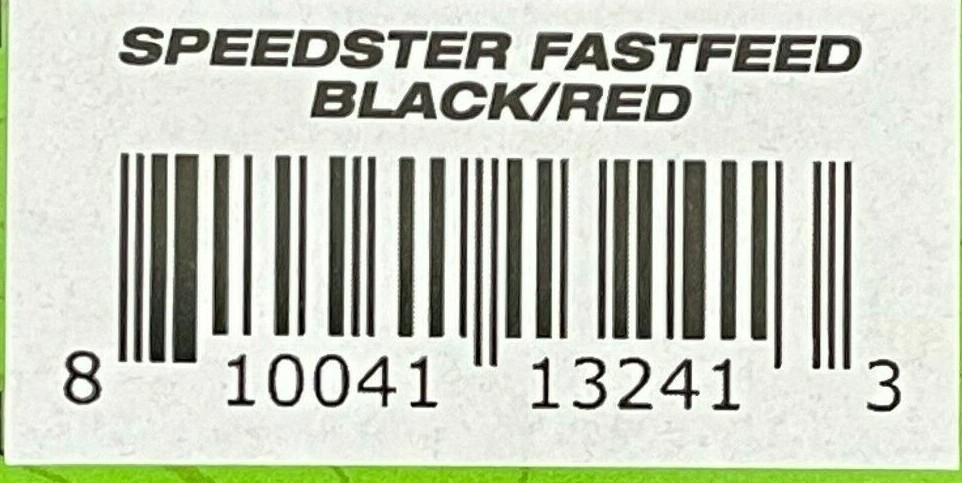 SPEEDSTER FASTFEED
BLACK/RED
8 10041 13241 3